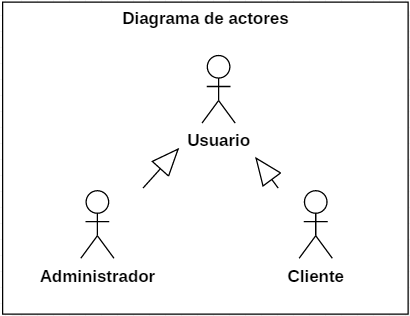 Diagrama de actores
Usuario
Administrador
Cliente